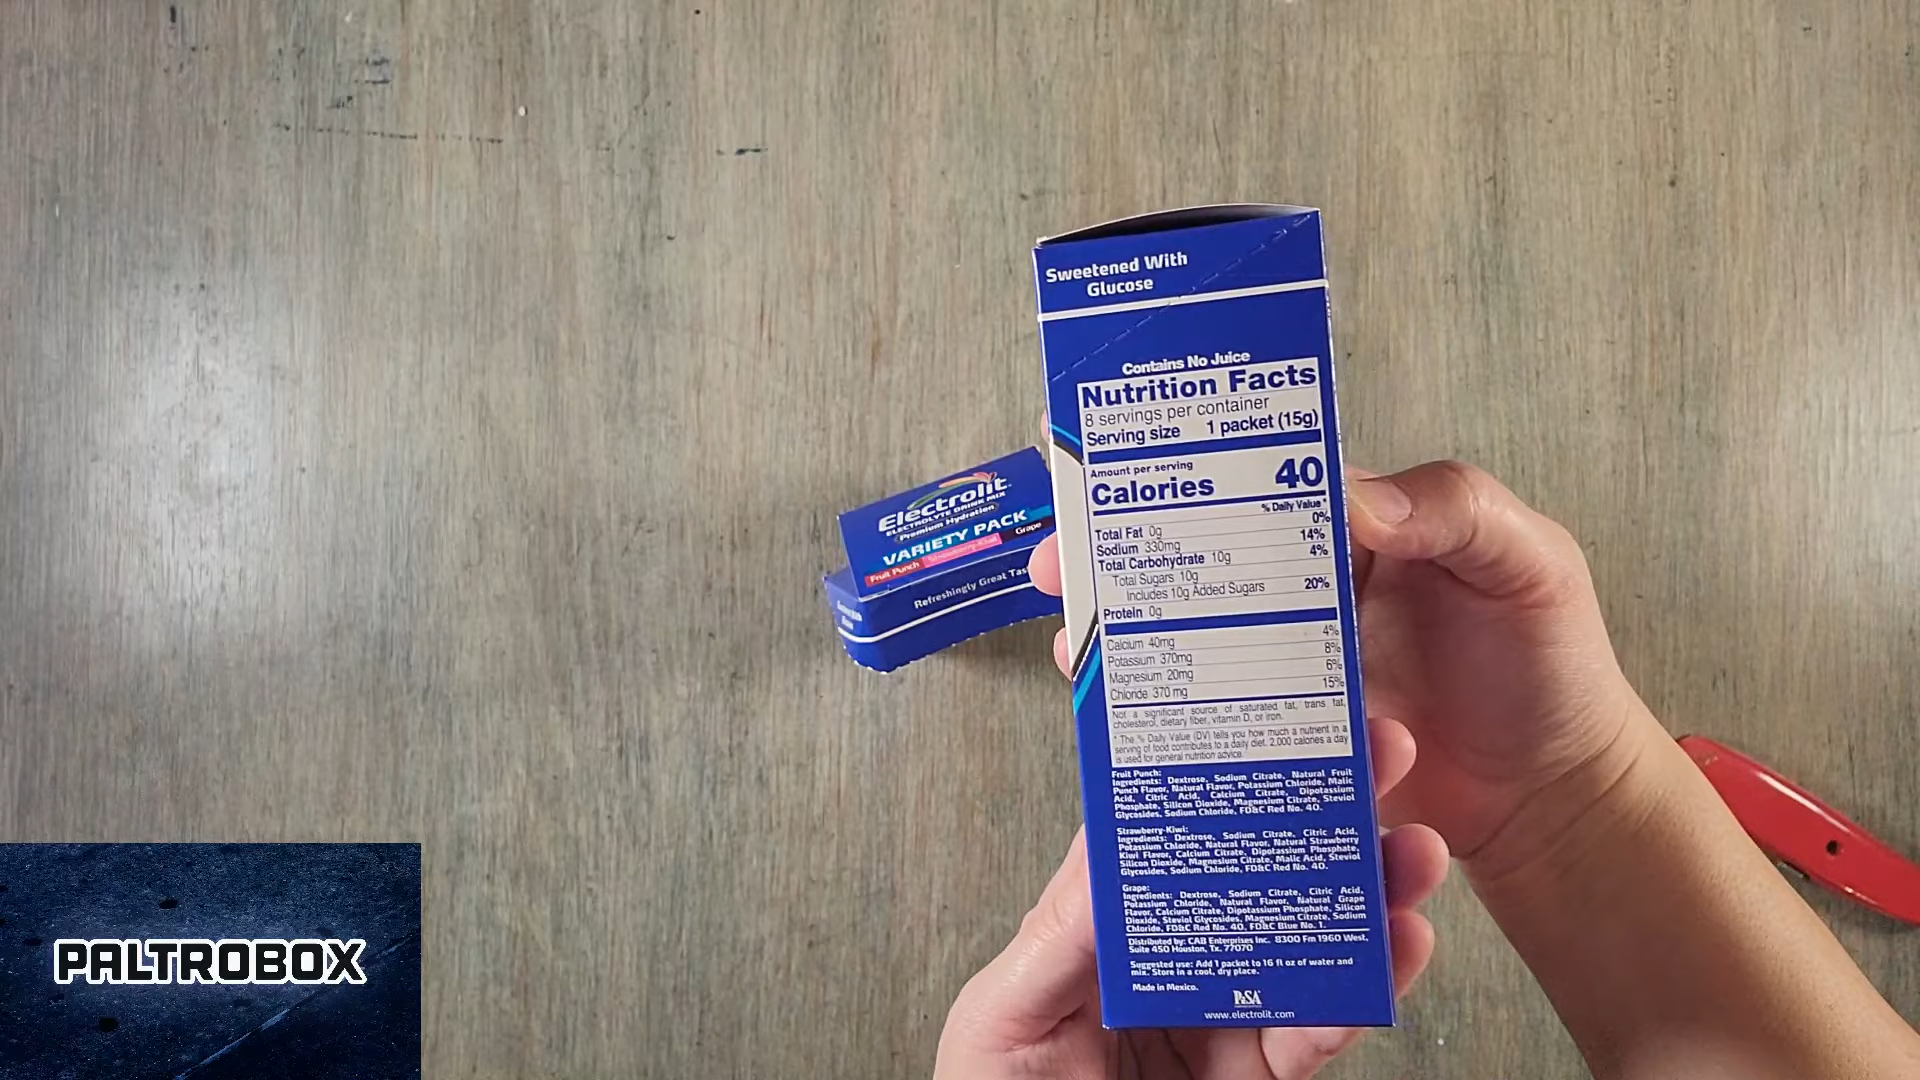 Sweetened With
Glucose
Contains No Juice
Nutrition Facts
8 servings per container
Serving size 1 packet (15g)
Amount per serving
Calories 40
% Daily Value *
Total Fat 0g 0%
Sodium 330mg 14%
Total Carbohydrate 10g 4%
Total Sugars 10g
Includes 10g Added Sugars 20%
Protein 0g
Calcium 40mg 4%
Potassium 370mg 8%
Magnesium 20mg 6%
Chloride 370 mg 15%
Not a significant source of saturated fat, trans fat,
cholesterol, dietary fiber, vitamin D, or iron.
* The % Daily Value (DV) tells you how much a nutrient in a
serving of food contributes to a daily diet. 2,000 calories a day
is used for general nutrition advice.
Fruit Punch:
Ingredients: Dextrose, Sodium Citrate, Natural Fruit
Punch Flavor, Natural Flavor, Potassium Chloride, Malic
Acid, Citric Acid, Calcium Citrate, Dipotassium
Phosphate, Silicon Dioxide, Magnesium Citrate, Steviol
Glycosides, Sodium Chloride, FD&C Red No. 40.
Strawberry-Kiwi:
Ingredients: Dextrose, Sodium Citrate, Citric Acid,
Potassium Chloride, Natural Flavor, Natural Strawberry
Kiwi Flavor, Calcium Citrate, Dipotassium Phosphate,
Silicon Dioxide, Magnesium Citrate, Malic Acid, Steviol
Glycosides, Sodium Chloride, FD&C Red No. 40.
Grape:
Ingredients: Dextrose, Sodium Citrate, Citric Acid,
Potassium Chloride, Natural Flavor, Natural Grape
Flavor, Calcium Citrate, Dipotassium Phosphate, Silicon
Dioxide, Steviol Glycosides, Magnesium Citrate, Sodium
Chloride, FD&C Red No. 40, FD&C Blue No. 1.
Distributed by: CAB Enterprises Inc. 8300 Fm 1960 West,
Suite 450 Houston, Tx. 77070
Suggested use: Add 1 packet to 16 fl oz of water and
mix. Store in a cool, dry place.
Made in Mexico.
PiSA
www.electrolit.com
Electrolit
ELECTROLYTE DRINK MIX
Premium Hydration
VARIETY PACK
Fruit Punch Strawberry-Kiwi Grape
Refreshingly Great
PALTROBOX